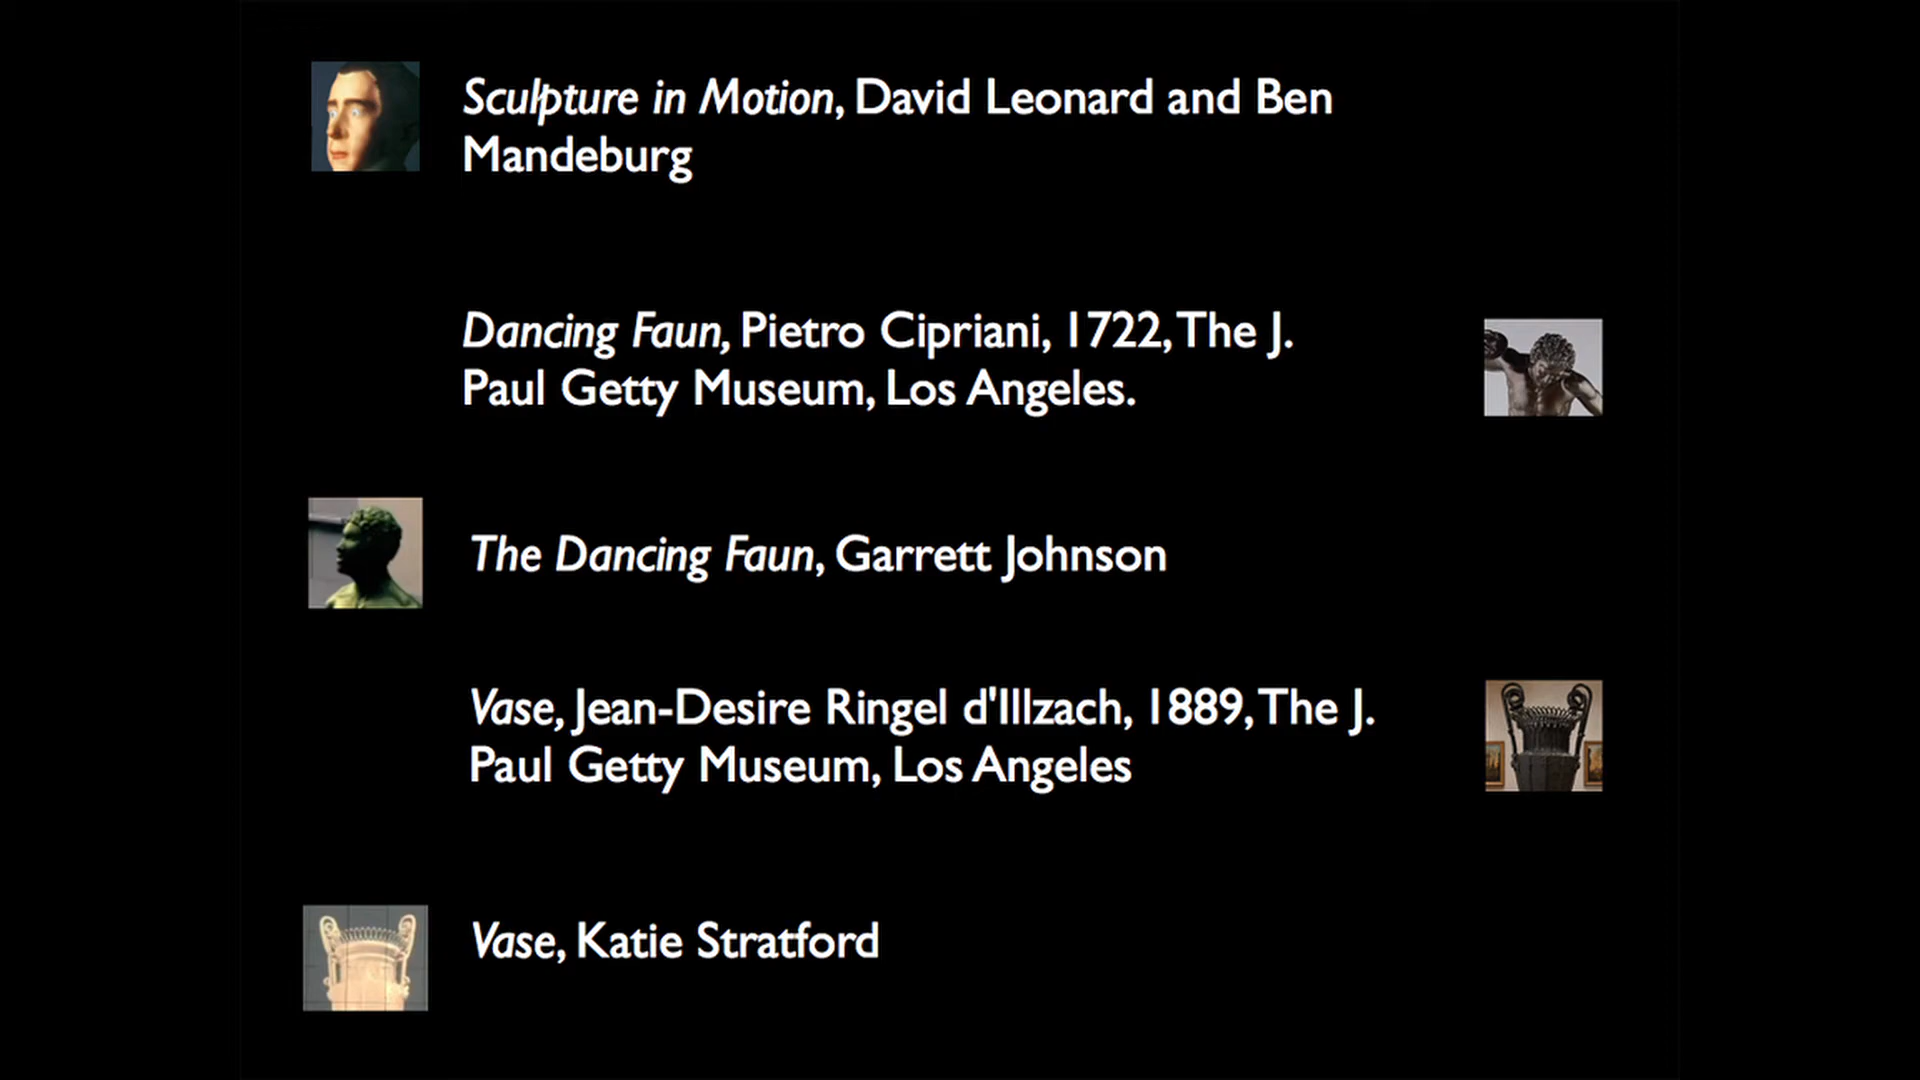 Sculpture in Motion, David Leonard and Ben
Mandeburg
Dancing Faun, Pietro Cipriani, 1722, The J.
Paul Getty Museum, Los Angeles.
The Dancing Faun, Garrett Johnson
Vase, Jean-Desire Ringel d'Illzach, 1889, The J.
Paul Getty Museum, Los Angeles
Vase, Katie Stratford